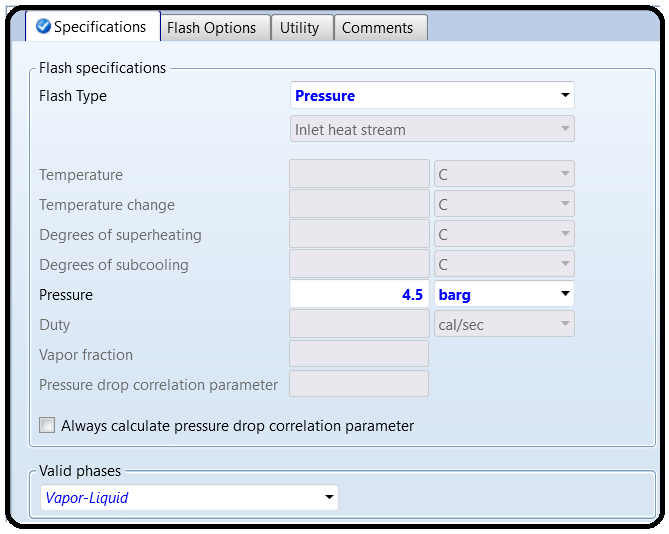 Specifications Flash Options Utility Comments
Flash specifications
Flash Type Pressure
Inlet heat stream
Temperature C
Temperature change C
Degrees of superheating C
Degrees of subcooling C
Pressure 4.5 barg
Duty cal/sec
Vapor fraction
Pressure drop correlation parameter
Always calculate pressure drop correlation parameter
Valid phases
Vapor-Liquid